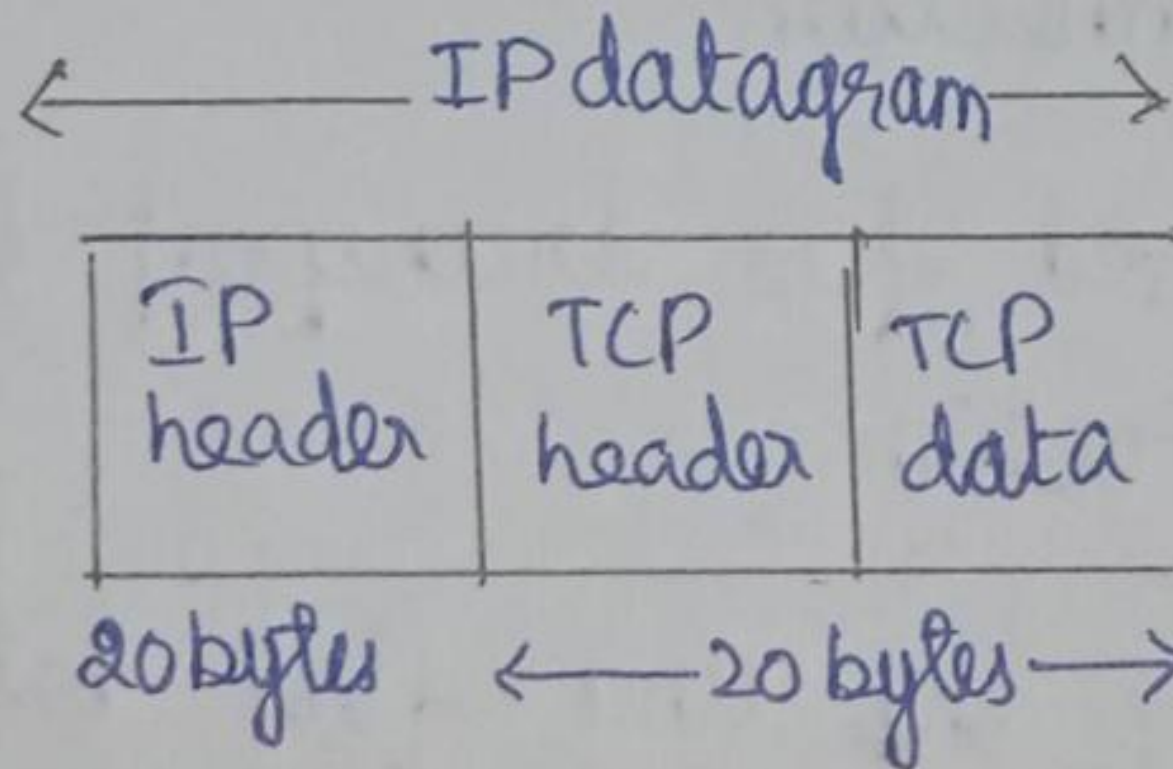 IP datagram
IP header
TCP header
TCP data
20 bytes
20 bytes